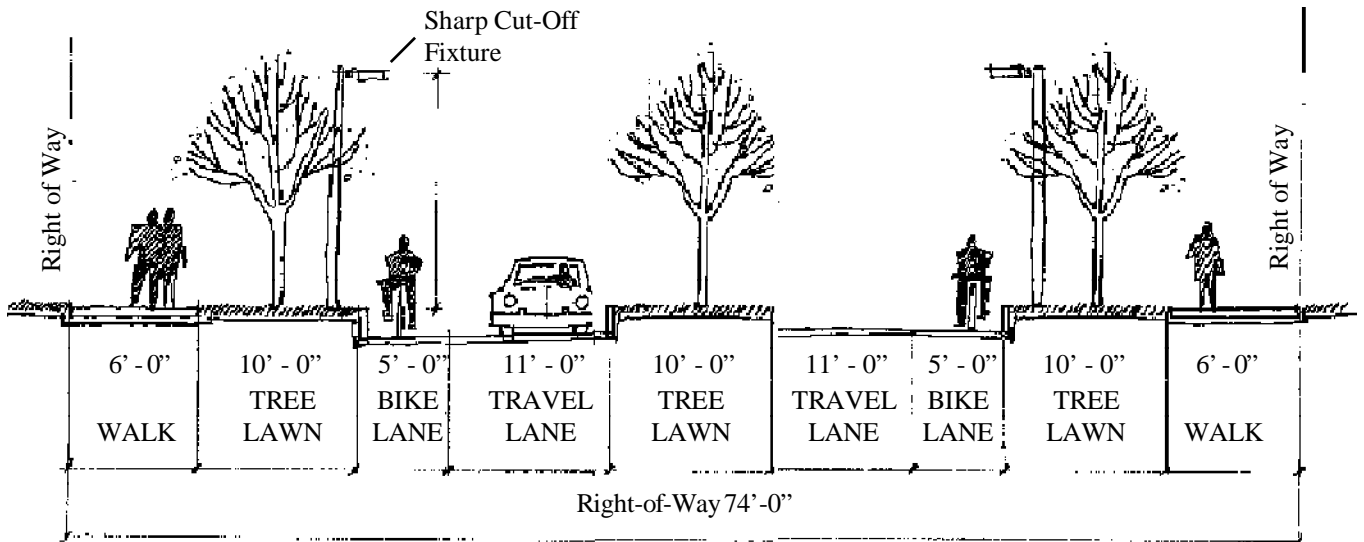 Sharp Cut-Off
Fixture
Right of Way
Right of Way
6’ - 0” 10’ - 0” 5’ - 0” 11’ - 0” 10’ - 0” 11’ - 0” 5’ - 0” 10’ - 0” 6’ - 0”
TREE BIKE TRAVEL TREE TRAVEL BIKE TREE
WALK LAWN LANE LANE LAWN LANE LANE LAWN WALK
Right-of-Way 74’-0”